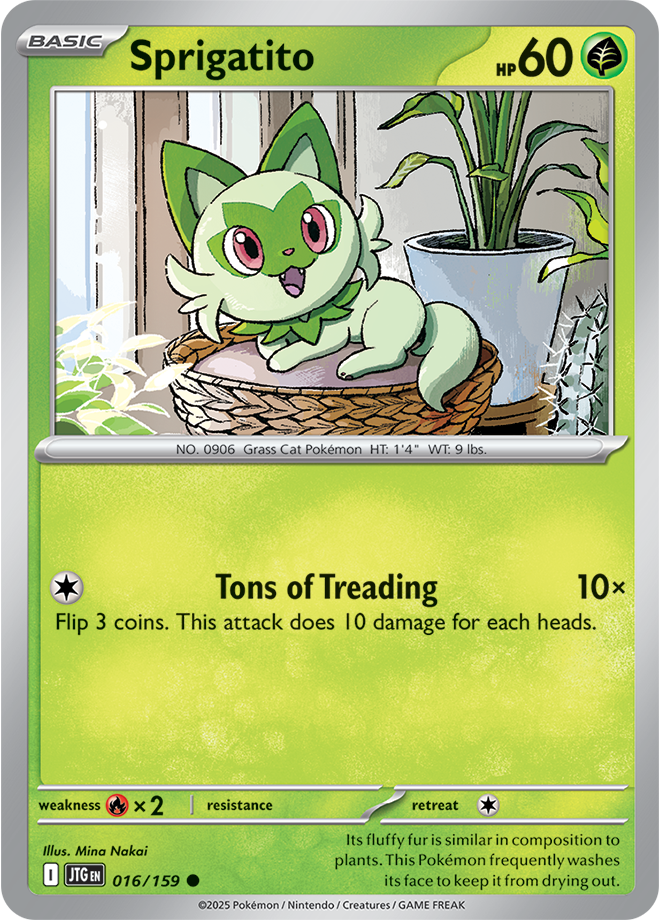 BASIC Sprigatito HP 60
NO. 0906 Grass Cat Pokémon HT: 1'4" WT: 9 lbs.
Tons of Treading 10×
Flip 3 coins. This attack does 10 damage for each heads.
weakness ×2 resistance retreat
Illus. Mina Nakai
Its fluffy fur is similar in composition to
plants. This Pokémon frequently washes
its face to keep it from drying out.
I JTG EN 016/159
©2025 Pokémon / Nintendo / Creatures / GAME FREAK